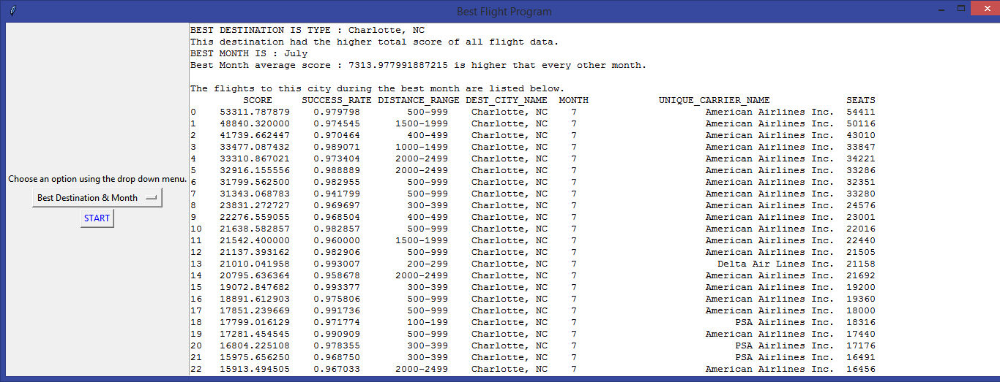 Best Flight Program
Choose an option using the drop down menu.
Best Destination & Month
START
BEST DESTINATION IS TYPE : Charlotte, NC
This destination had the higher total score of all flight data.
BEST MONTH IS : July
Best Month average score : 7313.977991887215 is higher that every other month.
The flights to this city during the best month are listed below.
SCORE SUCCESS_RATE DISTANCE_RANGE DEST_CITY_NAME MONTH UNIQUE_CARRIER_NAME SEATS
0 53311.787879 0.979798 500-999 Charlotte, NC 7 American Airlines Inc. 54411
1 48840.320000 0.974545 1500-1999 Charlotte, NC 7 American Airlines Inc. 50116
2 41739.662447 0.970464 400-499 Charlotte, NC 7 American Airlines Inc. 43010
3 33477.087432 0.989071 1000-1499 Charlotte, NC 7 American Airlines Inc. 33847
4 33310.867021 0.973404 2000-2499 Charlotte, NC 7 American Airlines Inc. 34221
5 32916.155556 0.988889 2000-2499 Charlotte, NC 7 American Airlines Inc. 33286
6 31799.562500 0.982955 500-999 Charlotte, NC 7 American Airlines Inc. 32351
7 31343.068783 0.941799 500-999 Charlotte, NC 7 American Airlines Inc. 33280
8 23831.272727 0.969697 300-399 Charlotte, NC 7 American Airlines Inc. 24576
9 22276.559055 0.968504 400-499 Charlotte, NC 7 American Airlines Inc. 23001
10 21638.582857 0.982857 500-999 Charlotte, NC 7 American Airlines Inc. 22016
11 21542.400000 0.960000 1500-1999 Charlotte, NC 7 American Airlines Inc. 22440
12 21137.393162 0.982906 500-999 Charlotte, NC 7 American Airlines Inc. 21505
13 21010.041958 0.993007 200-299 Charlotte, NC 7 Delta Air Lines Inc. 21158
14 20795.636364 0.958678 2000-2499 Charlotte, NC 7 American Airlines Inc. 21692
15 19072.847682 0.993377 300-399 Charlotte, NC 7 American Airlines Inc. 19200
16 18891.612903 0.975806 500-999 Charlotte, NC 7 American Airlines Inc. 19360
17 17851.239669 0.991736 500-999 Charlotte, NC 7 American Airlines Inc. 18000
18 17799.016129 0.971774 100-199 Charlotte, NC 7 PSA Airlines Inc. 18316
19 17281.454545 0.990909 500-999 Charlotte, NC 7 American Airlines Inc. 17440
20 16804.225108 0.978355 300-399 Charlotte, NC 7 PSA Airlines Inc. 17176
21 15975.656250 0.968750 300-399 Charlotte, NC 7 PSA Airlines Inc. 16491
22 15913.494505 0.967033 2000-2499 Charlotte, NC 7 American Airlines Inc. 16456